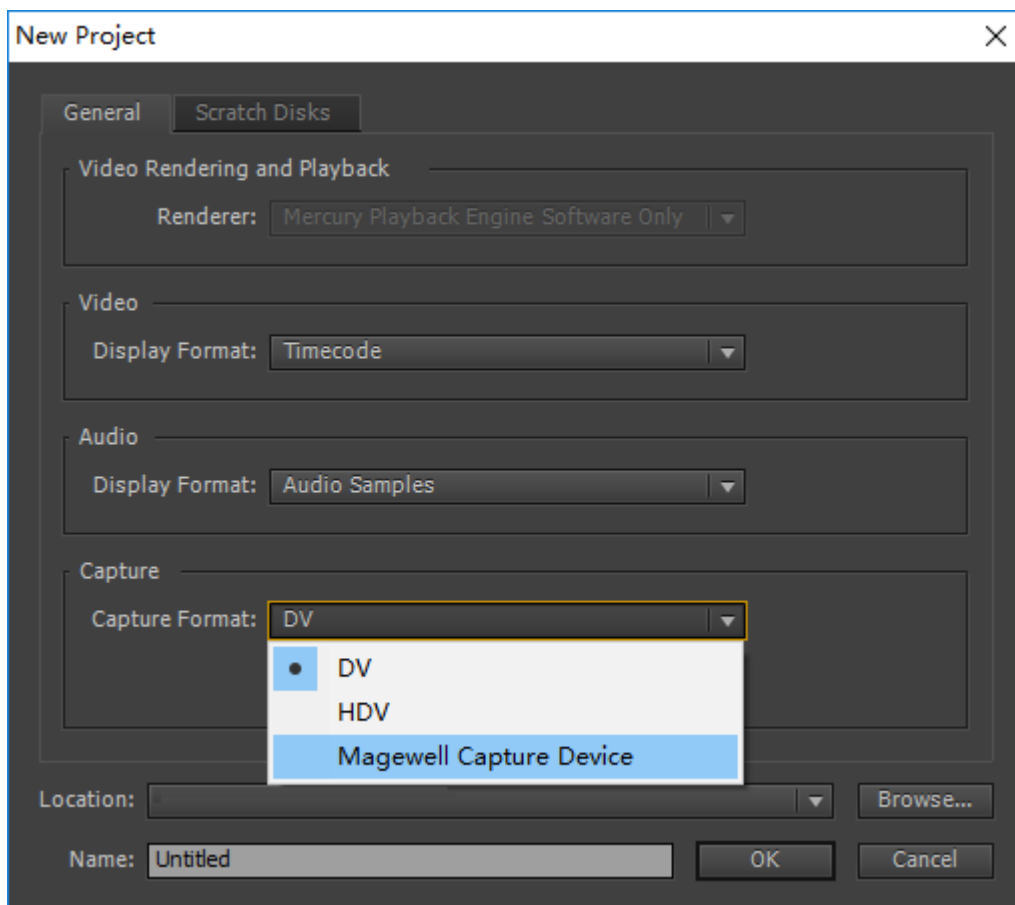 New Project
General
Scratch Disks
Video Rendering and Playback
Renderer: Mercury Playback Engine Software Only
Video
Display Format: Timecode
Audio
Display Format: Audio Samples
Capture
Capture Format: DV
DV
HDV
Magewell Capture Device
Location:
Browse...
Name: Untitled
OK
Cancel